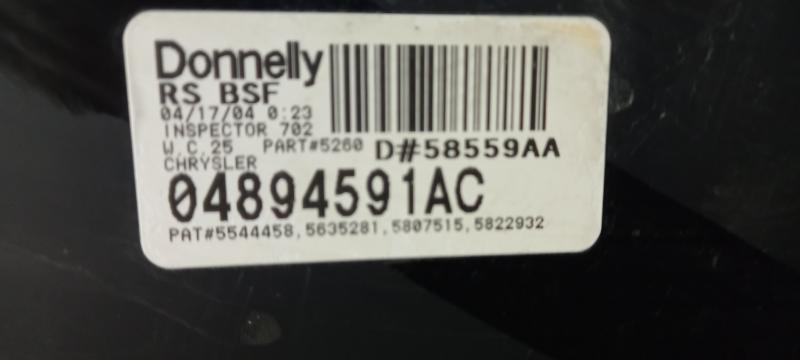 Donnelly
RS BSF
04/17/04 0:23
INSPECTOR 702
W.C.25 PART#5260 D#58559AA
CHRYSLER
04894591AC
PAT#5544458,5635281,5807515,5822932